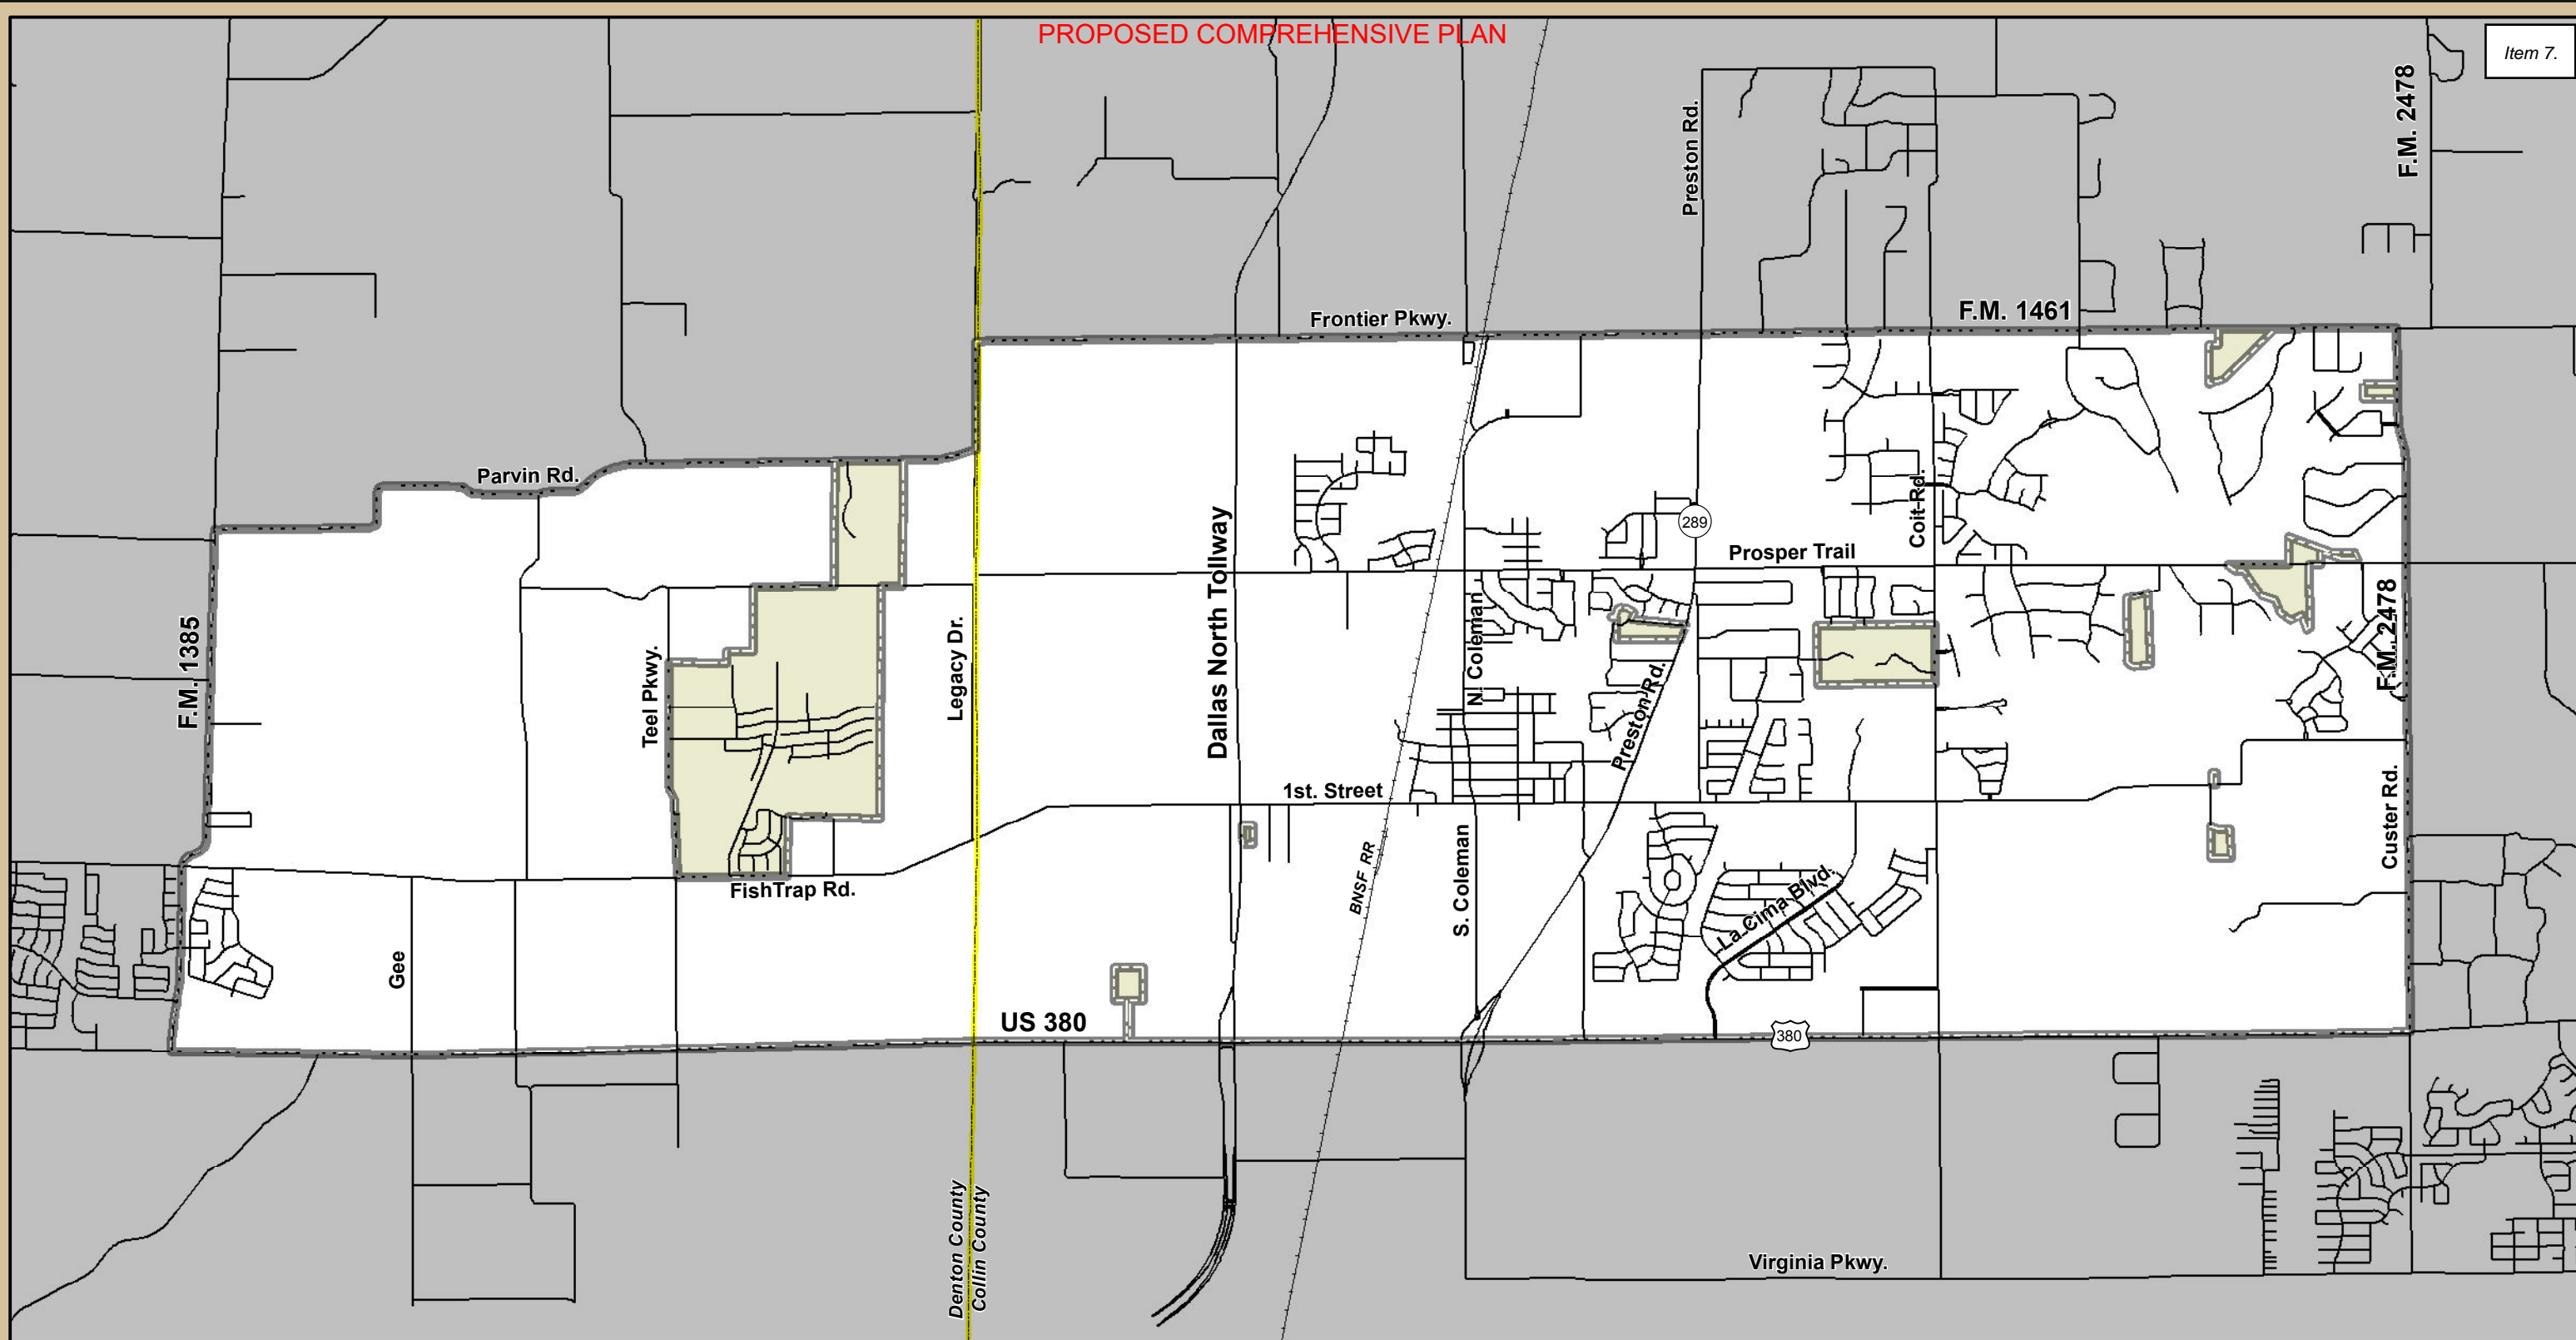 PROPOSED COMPREHENSIVE PLAN
Item 7.
F.M. 2478
Preston Rd.
Frontier Pkwy.
F.M. 1461
Parvin Rd.
Coit Rd.
289
Prosper Trail
Dallas North Tollway
F.M. 1385
Teel Pkwy.
Legacy Dr.
N. Coleman
Preston Rd.
F.M. 2478
1st. Street
Custer Rd.
BNSF RR
S. Coleman
FishTrap Rd.
La Cima Blvd.
Gee
US 380
380
Denton County
Collin County
Virginia Pkwy.